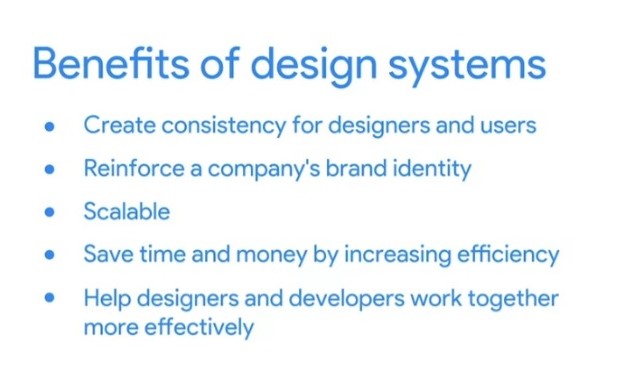 Benefits of design systems
• Create consistency for designers and users
• Reinforce a company's brand identity
• Scalable
• Save time and money by increasing efficiency
• Help designers and developers work together
more effectively